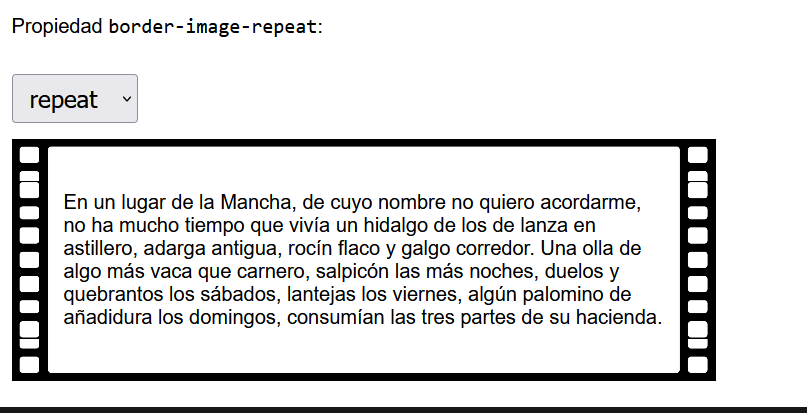 Propiedad border-image-repeat:
repeat
En un lugar de la Mancha, de cuyo nombre no quiero acordarme,
no ha mucho tiempo que vivía un hidalgo de los de lanza en
astillero, adarga antigua, rocín flaco y galgo corredor. Una olla de
algo más vaca que carnero, salpicón las más noches, duelos y
quebrantos los sábados, lantejas los viernes, algún palomino de
añadidura los domingos, consumían las tres partes de su hacienda.